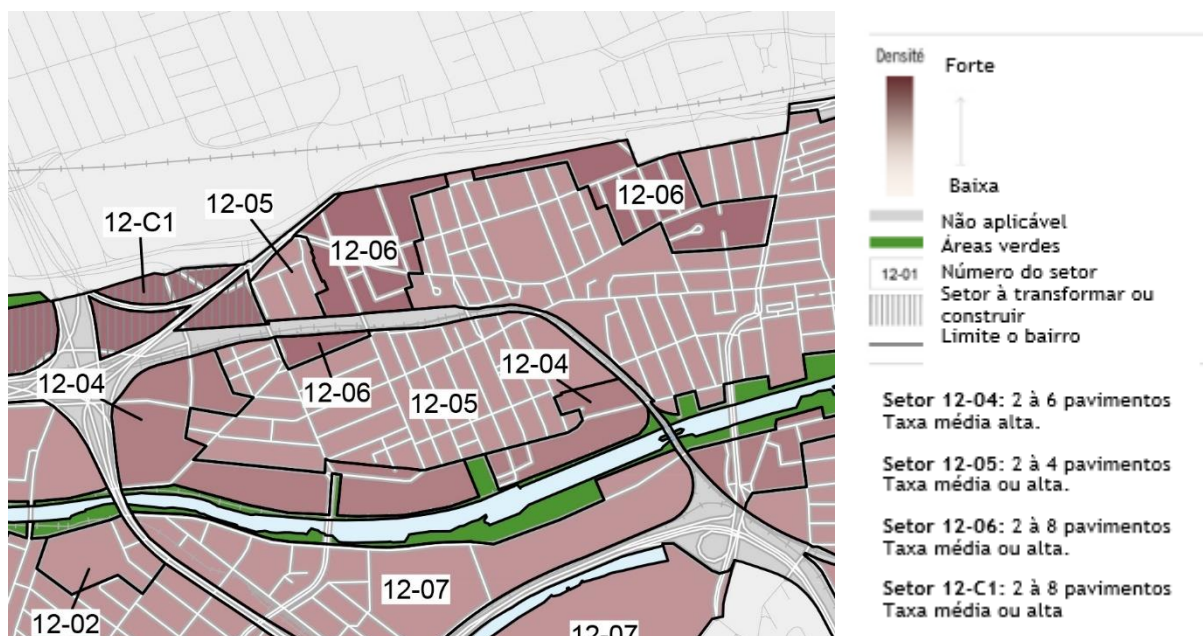 12-05
12-C1
12-06
12-06
12-04
12-04
12-06
12-05
12-07
12-02
12-07
Densité
Forte
Baixa
Não aplicável
Áreas verdes
12-01
Número do setor
Setor à transformar ou
construir
Limite o bairro
Setor 12-04: 2 à 6 pavimentos
Taxa média alta.
Setor 12-05: 2 à 4 pavimentos
Taxa média ou alta.
Setor 12-06: 2 à 8 pavimentos
Taxa média ou alta.
Setor 12-C1: 2 à 8 pavimentos
Taxa média ou alta